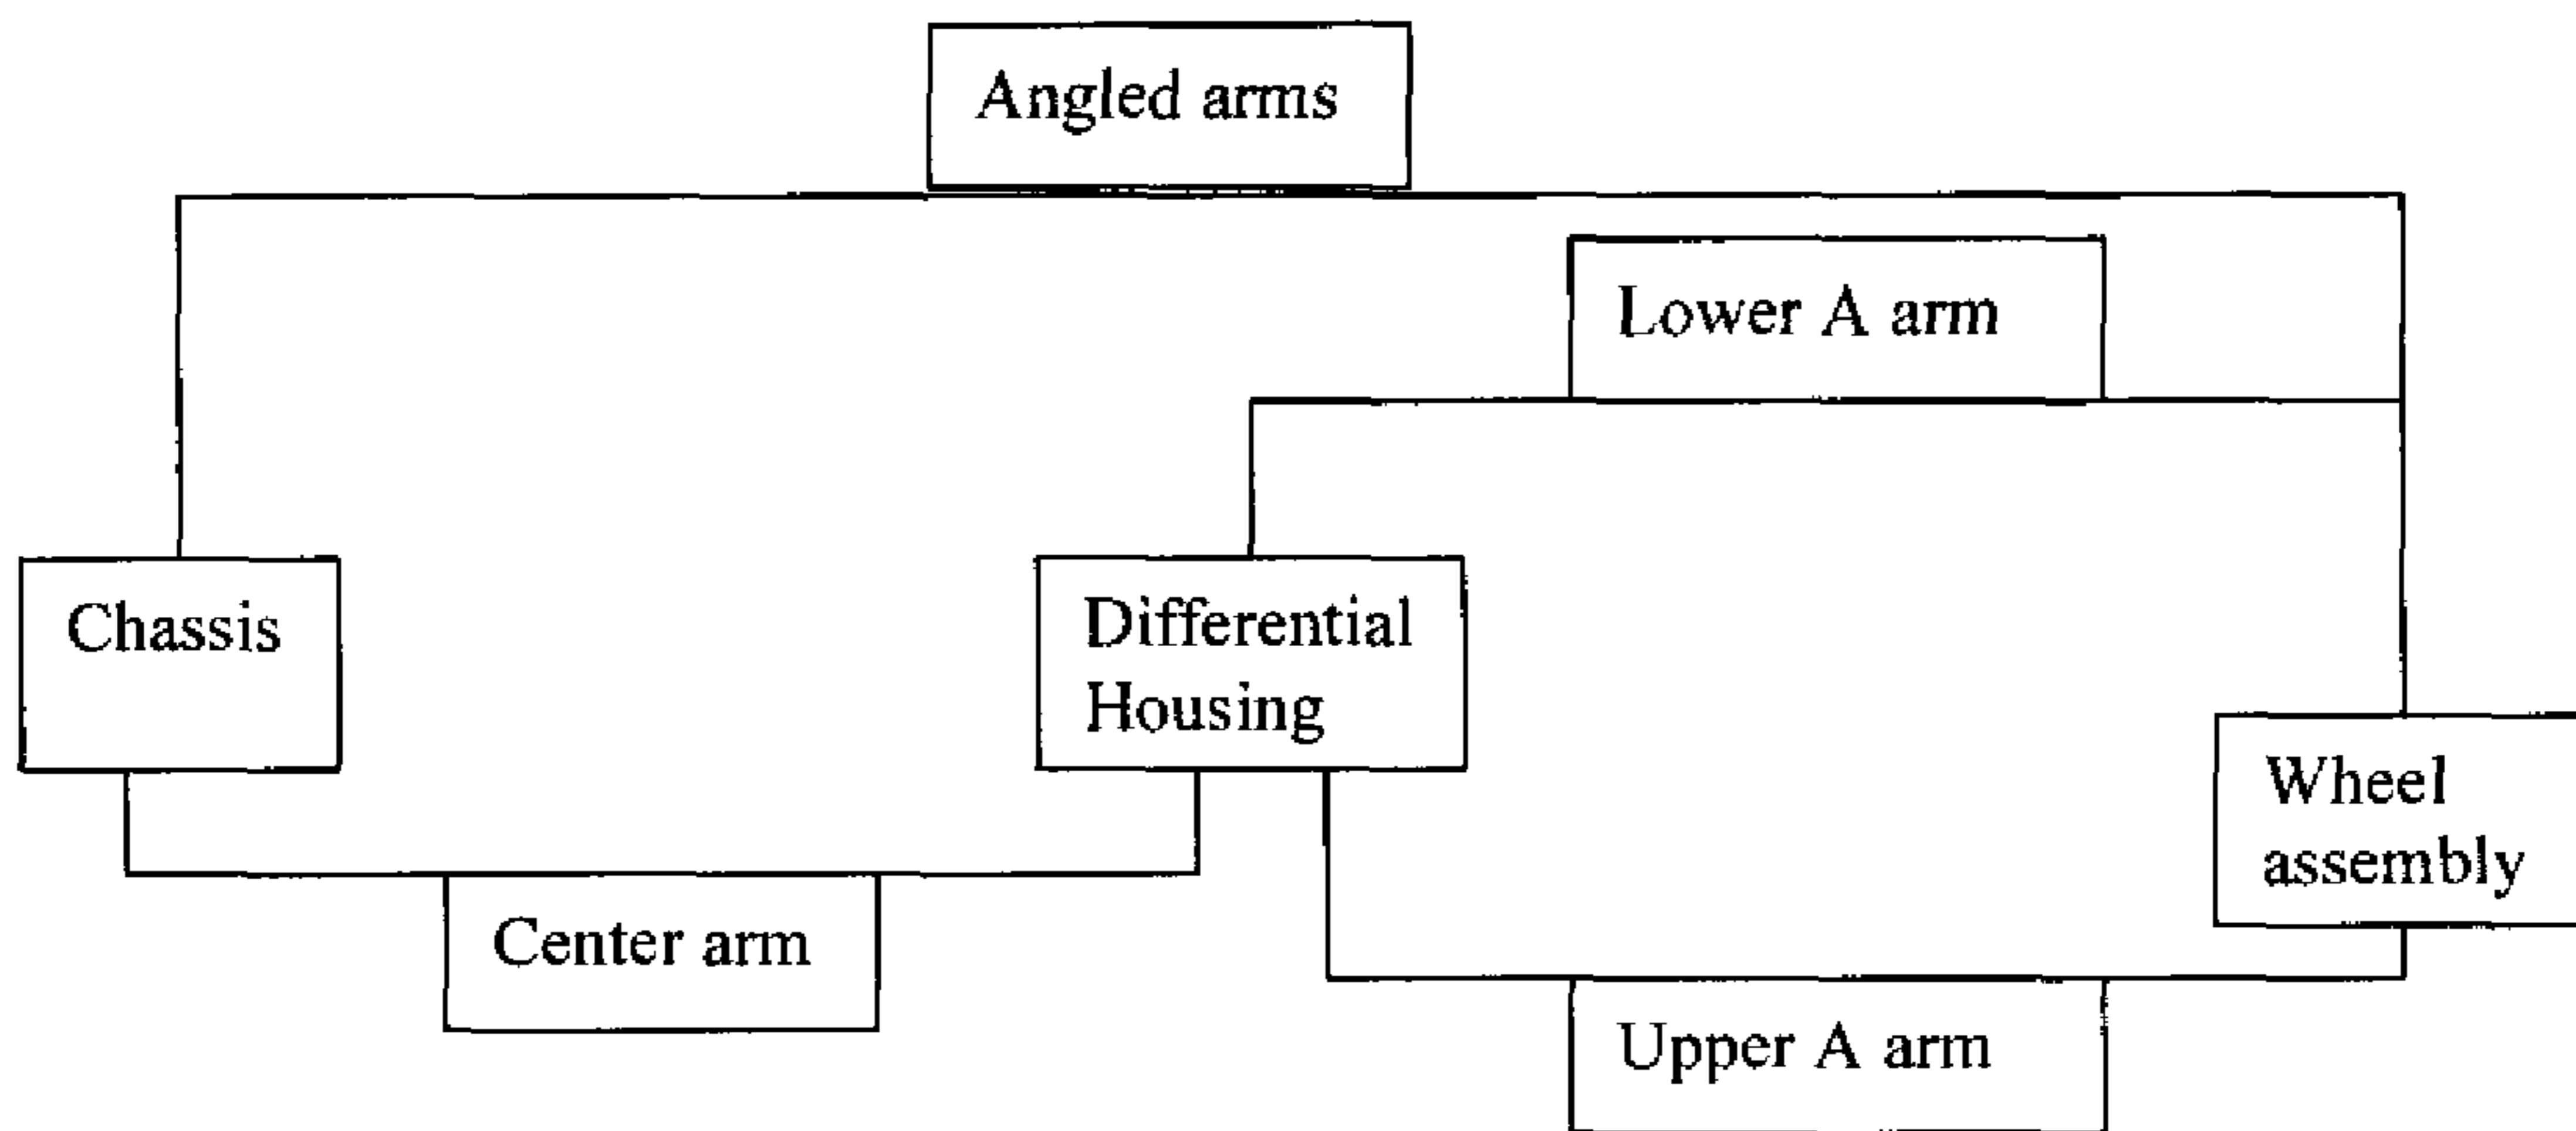 Angled arms
Lower A arm
Chassis
Differential
Housing
Wheel
assembly
Center arm
Upper A arm